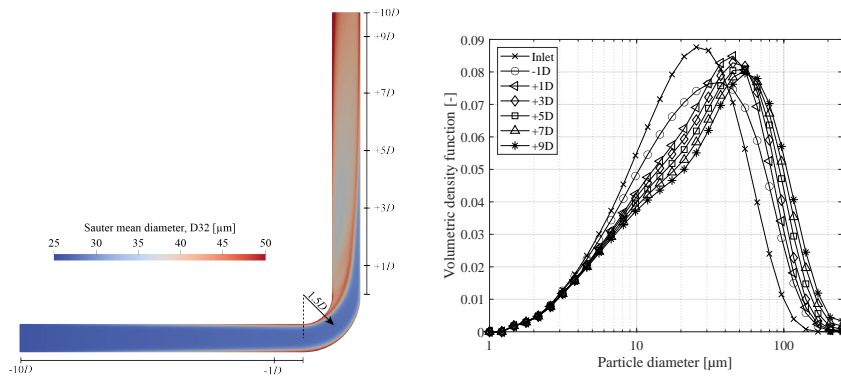 +10D
+9D
+7D
+5D
+3D
+1D
1.5D
-10D
-1D
Sauter mean diameter, D32 [μm]
25 30 35 40 45 50
0.09
0.08
0.07
0.06
0.05
0.04
0.03
0.02
0.01
0
1 10 100
Volumetric density function [-]
Particle diameter [μm]
Inlet
-1D
+1D
+3D
+5D
+7D
+9D